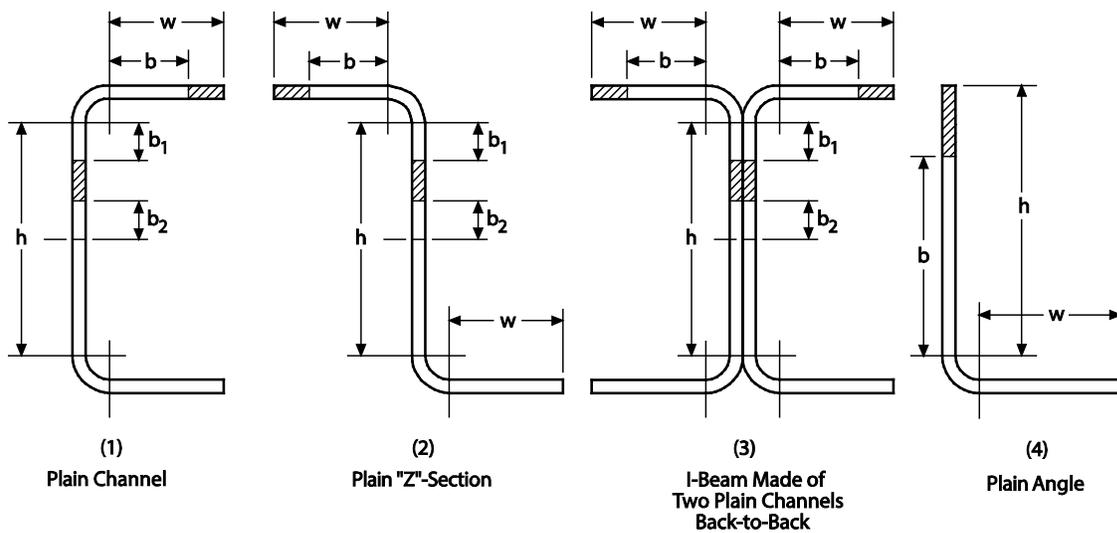 w
w
w
w
b
b
b
b
b1
b1
b1
h
h
h
h
b2
b2
b2
b
w
w
(1)
(2)
(3)
(4)
Plain Channel
Plain "Z"-Section
I-Beam Made of
Two Plain Channels
Back-to-Back
Plain Angle